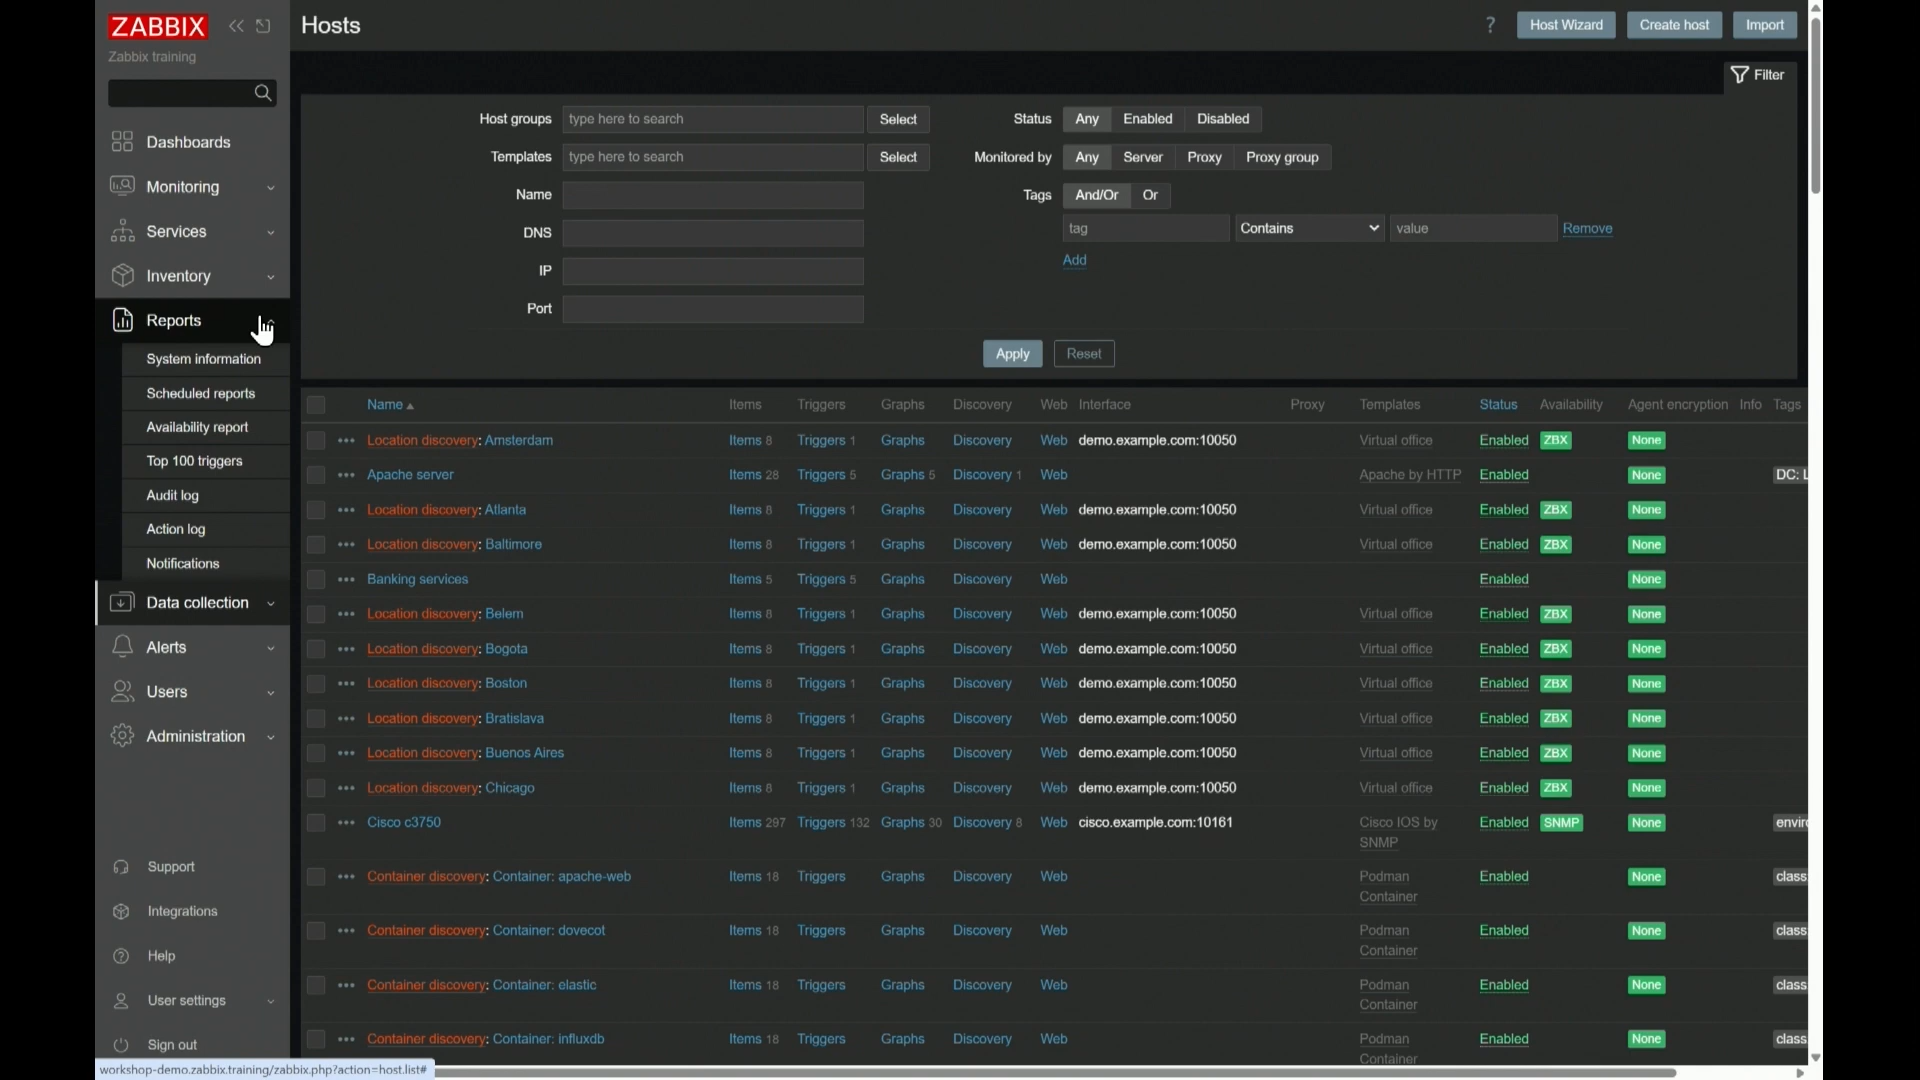 ZABBIX
Zabbix training
Dashboards
Monitoring
Services
Inventory
Reports
System information
Scheduled reports
Availability report
Top 100 triggers
Audit log
Action log
Notifications
Data collection
Alerts
Users
Administration
Support
Integrations
Help
User settings
Sign out
workshop-demo.zabbix.training/zabbix.php?action=host.list#
Hosts
? Host Wizard Create host Import
Filter
Host groups type here to search Select
Templates type here to search Select
Name
DNS
IP
Port
Status Any Enabled Disabled
Monitored by Any Server Proxy Proxy group
Tags And/Or Or
tag Contains value Remove
Add
Apply Reset
Name Items Triggers Graphs Discovery Web Interface Proxy Templates Status Availability Agent encryption Info Tags
Location discovery: Amsterdam Items 8 Triggers 1 Graphs Discovery Web demo.example.com:10050 Virtual office Enabled ZBX None
Apache server Items 28 Triggers 5 Graphs 5 Discovery 1 Web Apache by HTTP Enabled None DC: L
Location discovery: Atlanta Items 8 Triggers 1 Graphs Discovery Web demo.example.com:10050 Virtual office Enabled ZBX None
Location discovery: Baltimore Items 8 Triggers 1 Graphs Discovery Web demo.example.com:10050 Virtual office Enabled ZBX None
Banking services Items 5 Triggers 5 Graphs Discovery Web Enabled None
Location discovery: Belem Items 8 Triggers 1 Graphs Discovery Web demo.example.com:10050 Virtual office Enabled ZBX None
Location discovery: Bogota Items 8 Triggers 1 Graphs Discovery Web demo.example.com:10050 Virtual office Enabled ZBX None
Location discovery: Boston Items 8 Triggers 1 Graphs Discovery Web demo.example.com:10050 Virtual office Enabled ZBX None
Location discovery: Bratislava Items 8 Triggers 1 Graphs Discovery Web demo.example.com:10050 Virtual office Enabled ZBX None
Location discovery: Buenos Aires Items 8 Triggers 1 Graphs Discovery Web demo.example.com:10050 Virtual office Enabled ZBX None
Location discovery: Chicago Items 8 Triggers 1 Graphs Discovery Web demo.example.com:10050 Virtual office Enabled ZBX None
Cisco c3750 Items 297 Triggers 132 Graphs 30 Discovery 8 Web cisco.example.com:10161 Cisco IOS by Enabled SNMP None envir
SNMP
Container discovery: Container: apache-web Items 18 Triggers Graphs Discovery Web Podman Enabled None class
Container
Container discovery: Container: dovecot Items 18 Triggers Graphs Discovery Web Podman Enabled None class
Container
Container discovery: Container: elastic Items 18 Triggers Graphs Discovery Web Podman Enabled None class
Container
Container discovery: Container: influxdb Items 18 Triggers Graphs Discovery Web Podman Enabled None class
Container